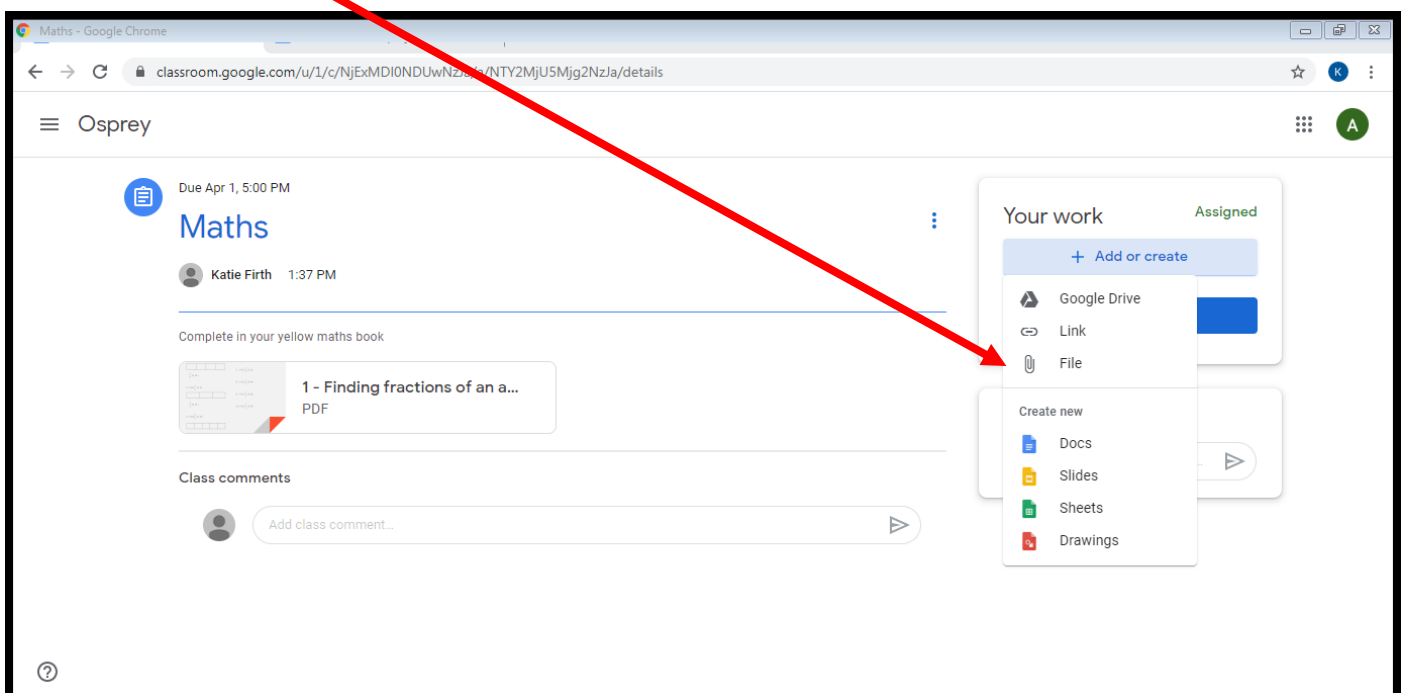 Maths - Google Chrome
classroom.google.com/u/1/c/NjExMDI0NDUwNzJa/a/NTY2MjU5Mjg2NzJa/details
K
Osprey
A
Due Apr 1, 5:00 PM
Maths
Katie Firth 1:37 PM
Complete in your yellow maths book
1 - Finding fractions of an a...
PDF
Class comments
Add class comment...
Your work Assigned
+ Add or create
Google Drive
Link
File
Create new
Docs
Slides
Sheets
Drawings